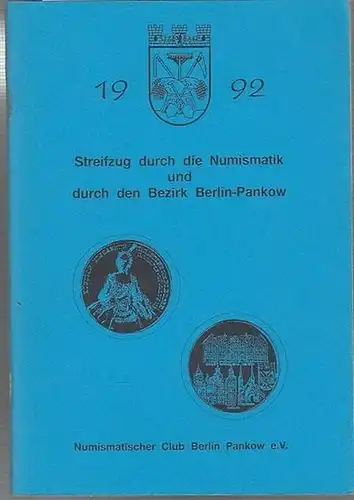 19 92
Streifzug durch die Numismatik
und
durch den Bezirk Berlin-Pankow
Numismatischer Club Berlin Pankow e.V.